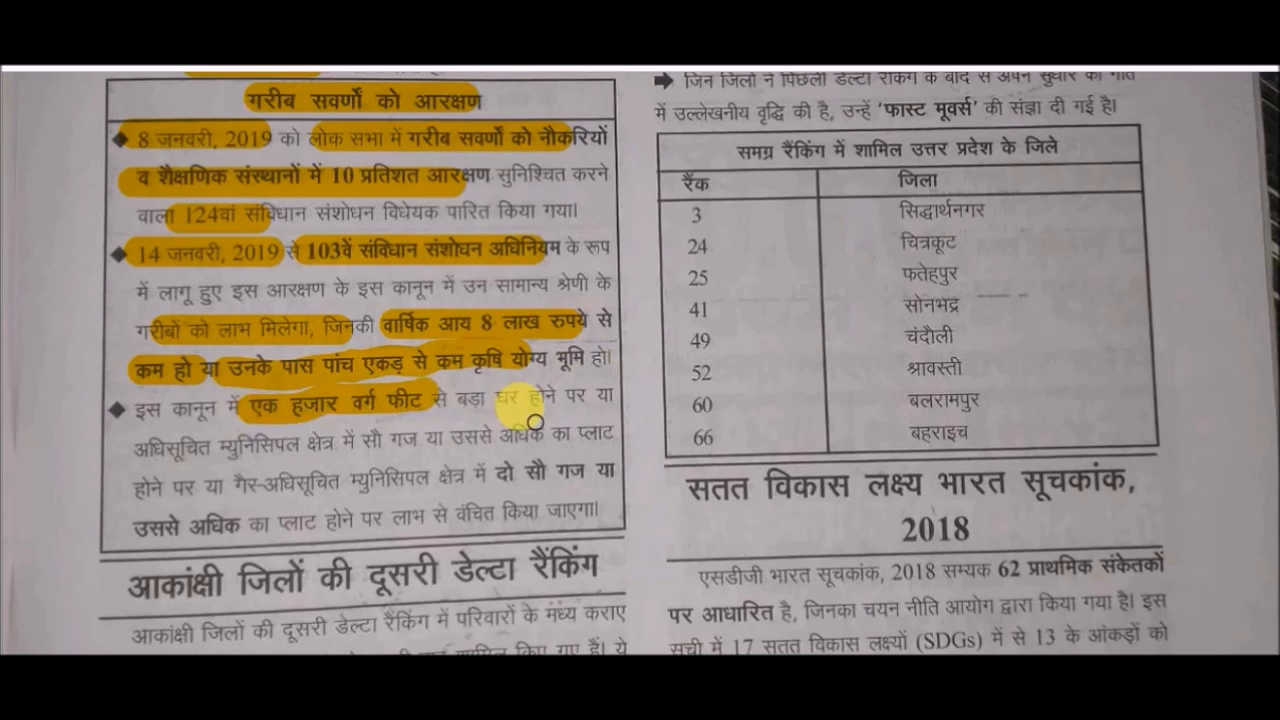 गरीब सवर्णों को आरक्षण
◆ 8 जनवरी, 2019 को लोक सभा में गरीब सवर्णों को नौकरियों
व शैक्षणिक संस्थानों में 10 प्रतिशत आरक्षण सुनिश्चित करने
वाला 124वां संविधान संशोधन विधेयक पारित किया गया।
◆ 14 जनवरी, 2019 से 103वें संविधान संशोधन अधिनियम के रूप
में लागू हुए इस आरक्षण के इस कानून में उन सामान्य श्रेणी के
गरीबों को लाभ मिलेगा, जिनकी वार्षिक आय 8 लाख रुपये से
कम हो या उनके पास पांच एकड़ से कम कृषि योग्य भूमि हो।
◆ इस कानून में एक हजार वर्ग फीट से बड़ा घर होने पर या
अधिसूचित म्युनिसिपल क्षेत्र में सौ गज या उससे अधिक का प्लाट
होने पर या गैर-अधिसूचित म्युनिसिपल क्षेत्र में दो सौ गज या
उससे अधिक का प्लाट होने पर लाभ से वंचित किया जाएगा।
आकांक्षी जिलों की दूसरी डेल्टा रैंकिंग
आकांक्षी जिलों की दूसरी डेल्टा रैंकिंग में परिवारों के मध्य कराए
किए गए हैं। ये
➡ जिन जिलों ने पिछली डेल्टा रैंकिंग के बाद से अपने सुधार की गति
में उल्लेखनीय वृद्धि की है, उन्हें 'फास्ट मूवर्स' की संज्ञा दी गई है।
समग्र रैंकिंग में शामिल उत्तर प्रदेश के जिले
रैंक जिला
3 सिद्धार्थनगर
24 चित्रकूट
25 फतेहपुर
41 सोनभद्र
49 चंदौली
52 श्रावस्ती
60 बलरामपुर
66 बहराइच
सतत विकास लक्ष्य भारत सूचकांक,
2018
एसडीजी भारत सूचकांक, 2018 सम्यक 62 प्राथमिक संकेतकों
पर आधारित है, जिनका चयन नीति आयोग द्वारा किया गया है। इस
सूची में 17 सतत विकास लक्ष्यों (SDGs) में से 13 के आंकड़ों को